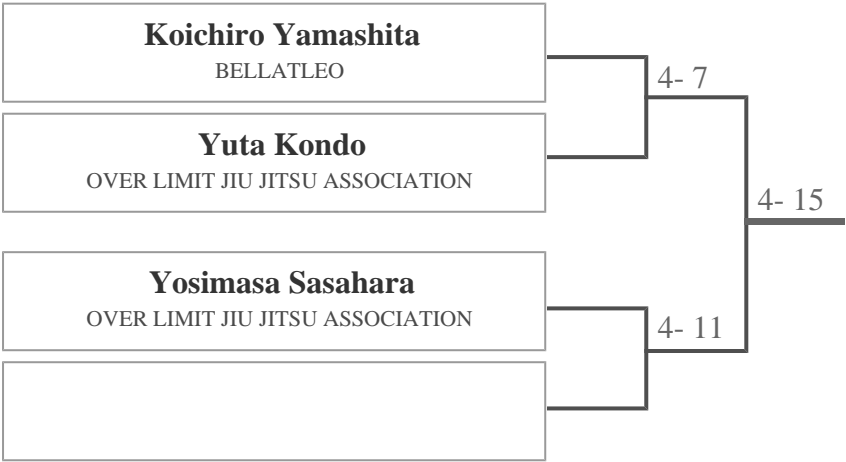 Koichiro Yamashita
BELLATLEO
4- 7
Yuta Kondo
OVER LIMIT JIU JITSU ASSOCIATION
4- 15
Yosimasa Sasahara
OVER LIMIT JIU JITSU ASSOCIATION
4- 11